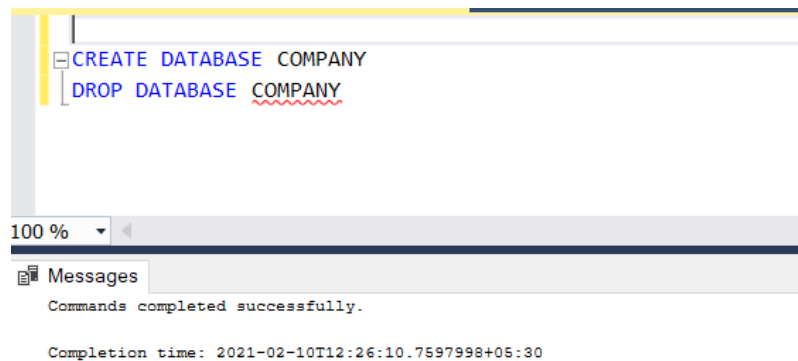 CREATE DATABASE COMPANY
DROP DATABASE COMPANY
100 %
Messages
Commands completed successfully.
Completion time: 2021-02-10T12:26:10.7597998+05:30